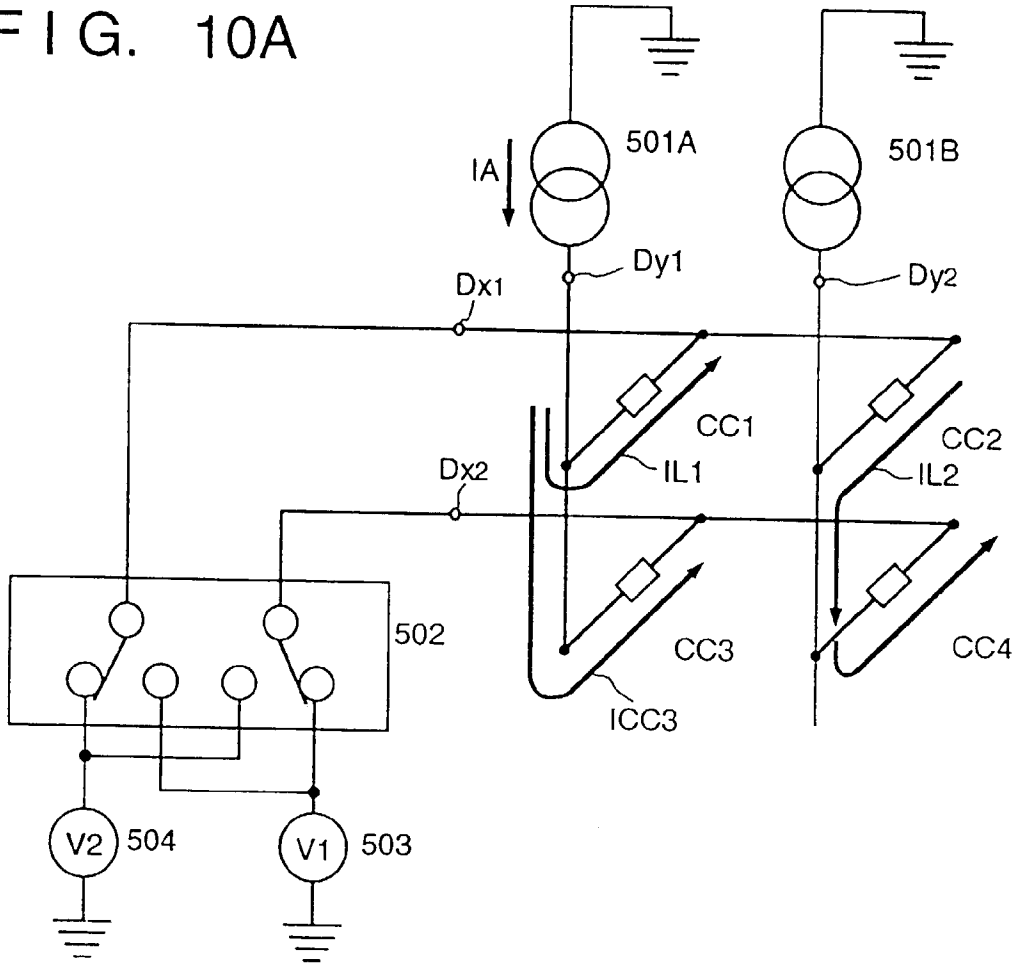 FIG. 10A
501A
501B
IA
Dy1
Dy2
Dx1
CC1
CC2
IL1
IL2
Dx2
502
CC3
CC4
ICC3
V2
504
V1
503